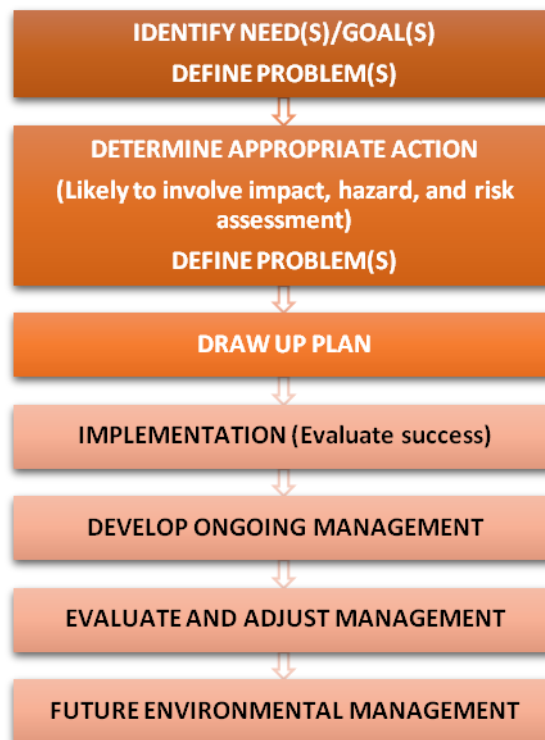 IDENTIFY NEED(S)/GOAL(S)
DEFINE PROBLEM(S)
DETERMINE APPROPRIATE ACTION
(Likely to involve impact, hazard, and risk
assessment)
DEFINE PROBLEM(S)
DRAW UP PLAN
IMPLEMENTATION (Evaluate success)
DEVELOP ONGOING MANAGEMENT
EVALUATE AND ADJUST MANAGEMENT
FUTURE ENVIRONMENTAL MANAGEMENT